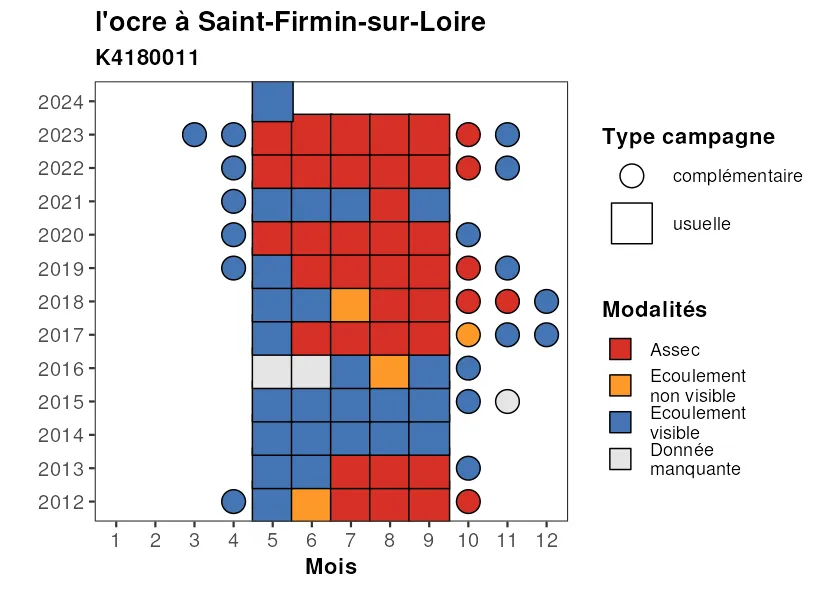 l'ocre à Saint-Firmin-sur-Loire
K4180011
2024
2023
2022
2021
2020
2019
2018
2017
2016
2015
2014
2013
2012
1 2 3 4 5 6 7 8 9 10 11 12
Mois
Type campagne
complémentaire
usuelle
Modalités
Assec
Ecoulement
non visible
Ecoulement
visible
Donnée
manquante